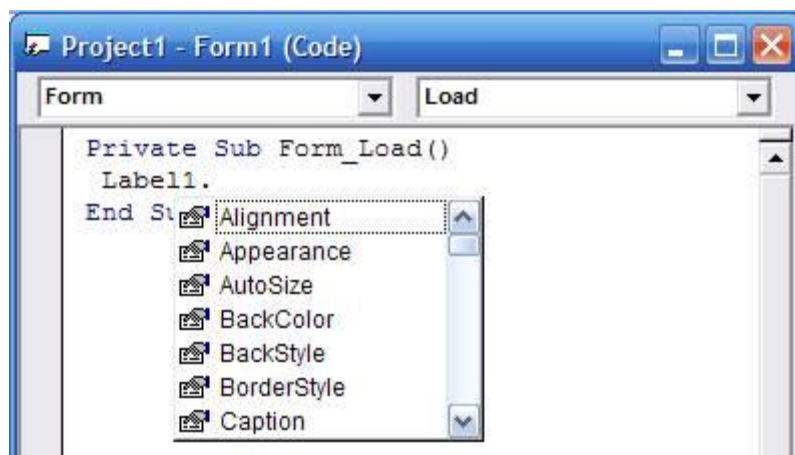 Project1 - Form1 (Code)
Form Load
Private Sub Form_Load()
Label1.
End Su
Alignment
Appearance
AutoSize
BackColor
BackStyle
BorderStyle
Caption